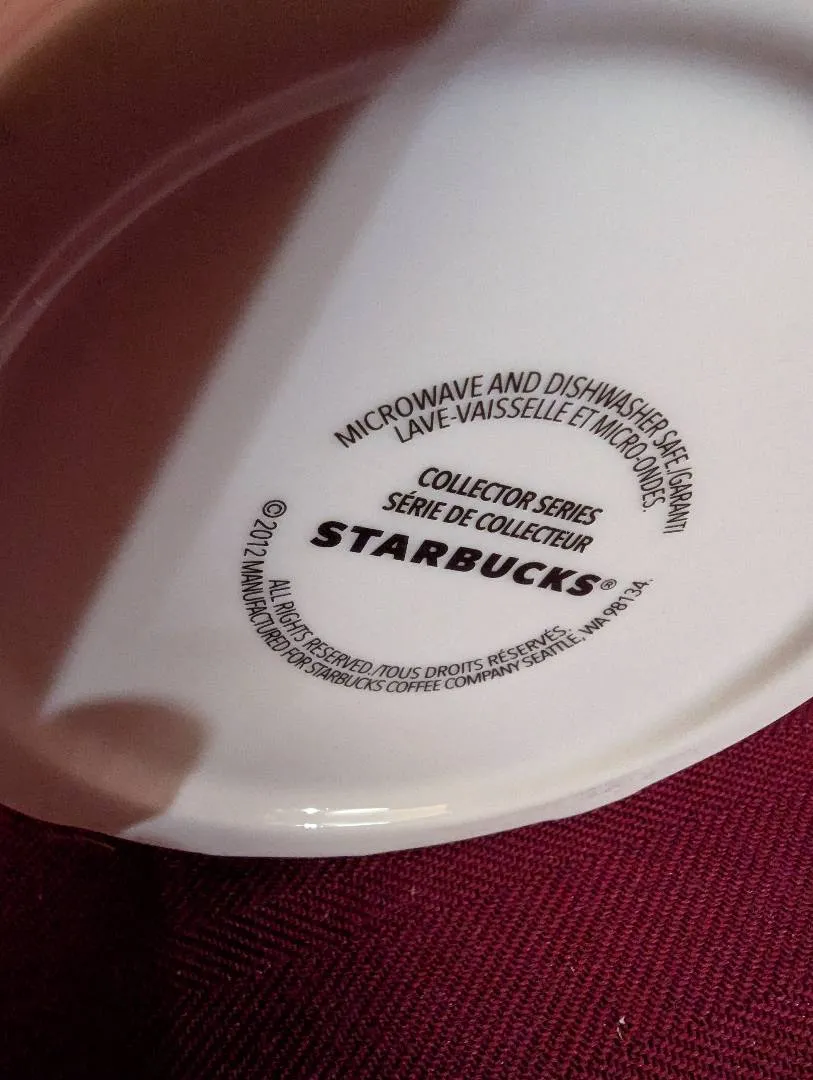 MICROWAVE AND DISHWASHER SAFE./GARANTI
LAVE-VAISSELLE ET MICRO-ONDES.
COLLECTOR SERIES
SÉRIE DE COLLECTEUR
STARBUCKS®
ALL RIGHTS RESERVED./TOUS DROITS RÉSERVÉS.
©2012 MANUFACTURED FOR STARBUCKS COFFEE COMPANY SEATTLE, WA 98134.